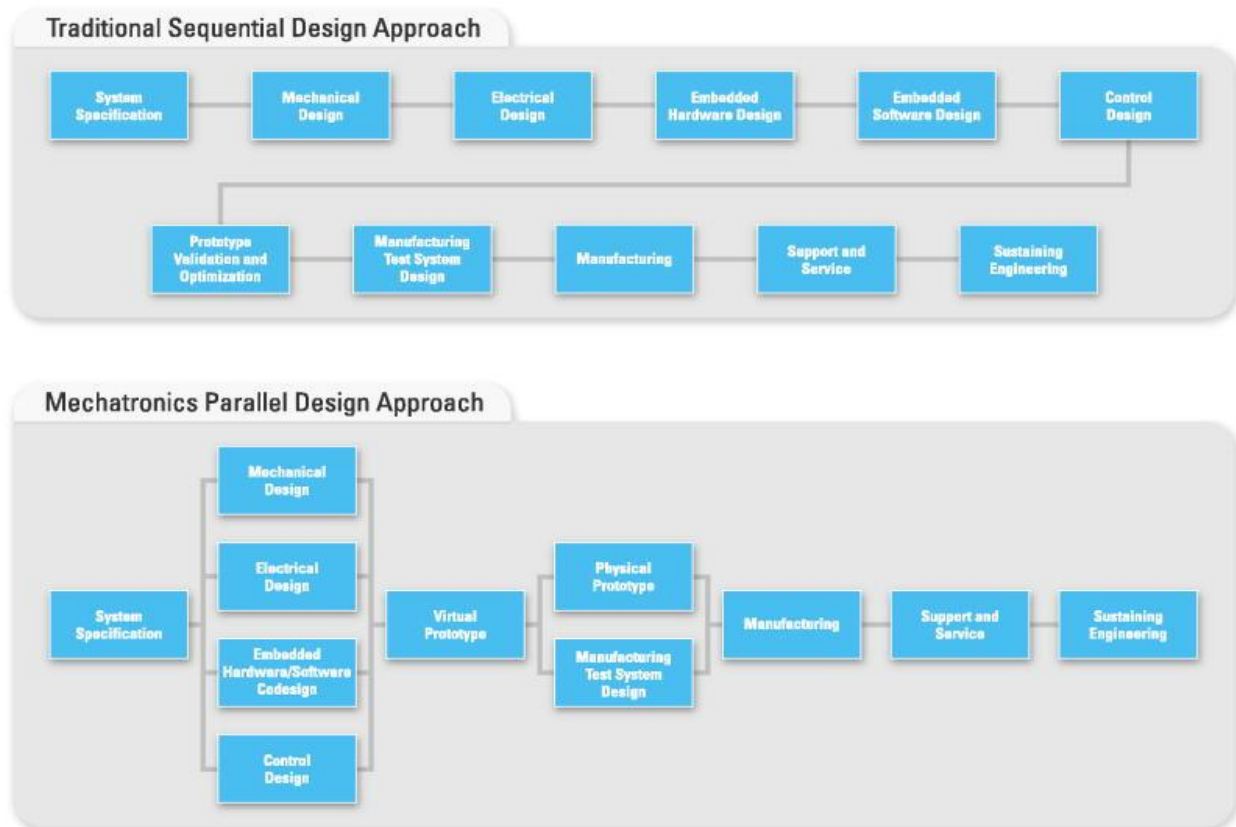 Traditional Sequential Design Approach
System
Specification
Mechanical
Design
Electrical
Design
Embedded
Hardware Design
Embedded
Software Design
Control
Design
Prototype
Validation and
Optimization
Manufacturing
Test System
Design
Manufacturing
Support and
Service
Sustaining
Engineering
Mechatronics Parallel Design Approach
System
Specification
Mechanical
Design
Electrical
Design
Embedded
Hardware/Software
Codesign
Control
Design
Virtual
Prototype
Physical
Prototype
Manufacturing
Test System
Design
Manufacturing
Support and
Service
Sustaining
Engineering